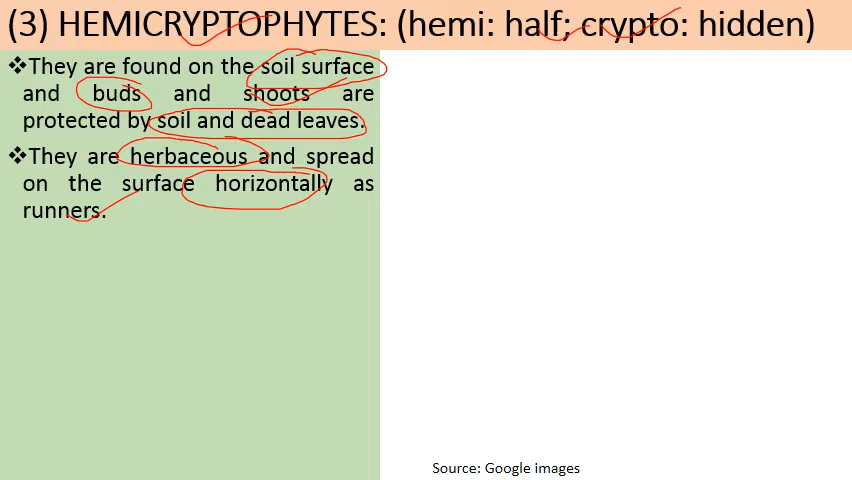 (3) HEMICRYPTOPHYTES: (hemi: half; crypto: hidden)
❖They are found on the soil surface
and buds and shoots are
protected by soil and dead leaves.
❖They are herbaceous and spread
on the surface horizontally as
runners.
Source: Google images